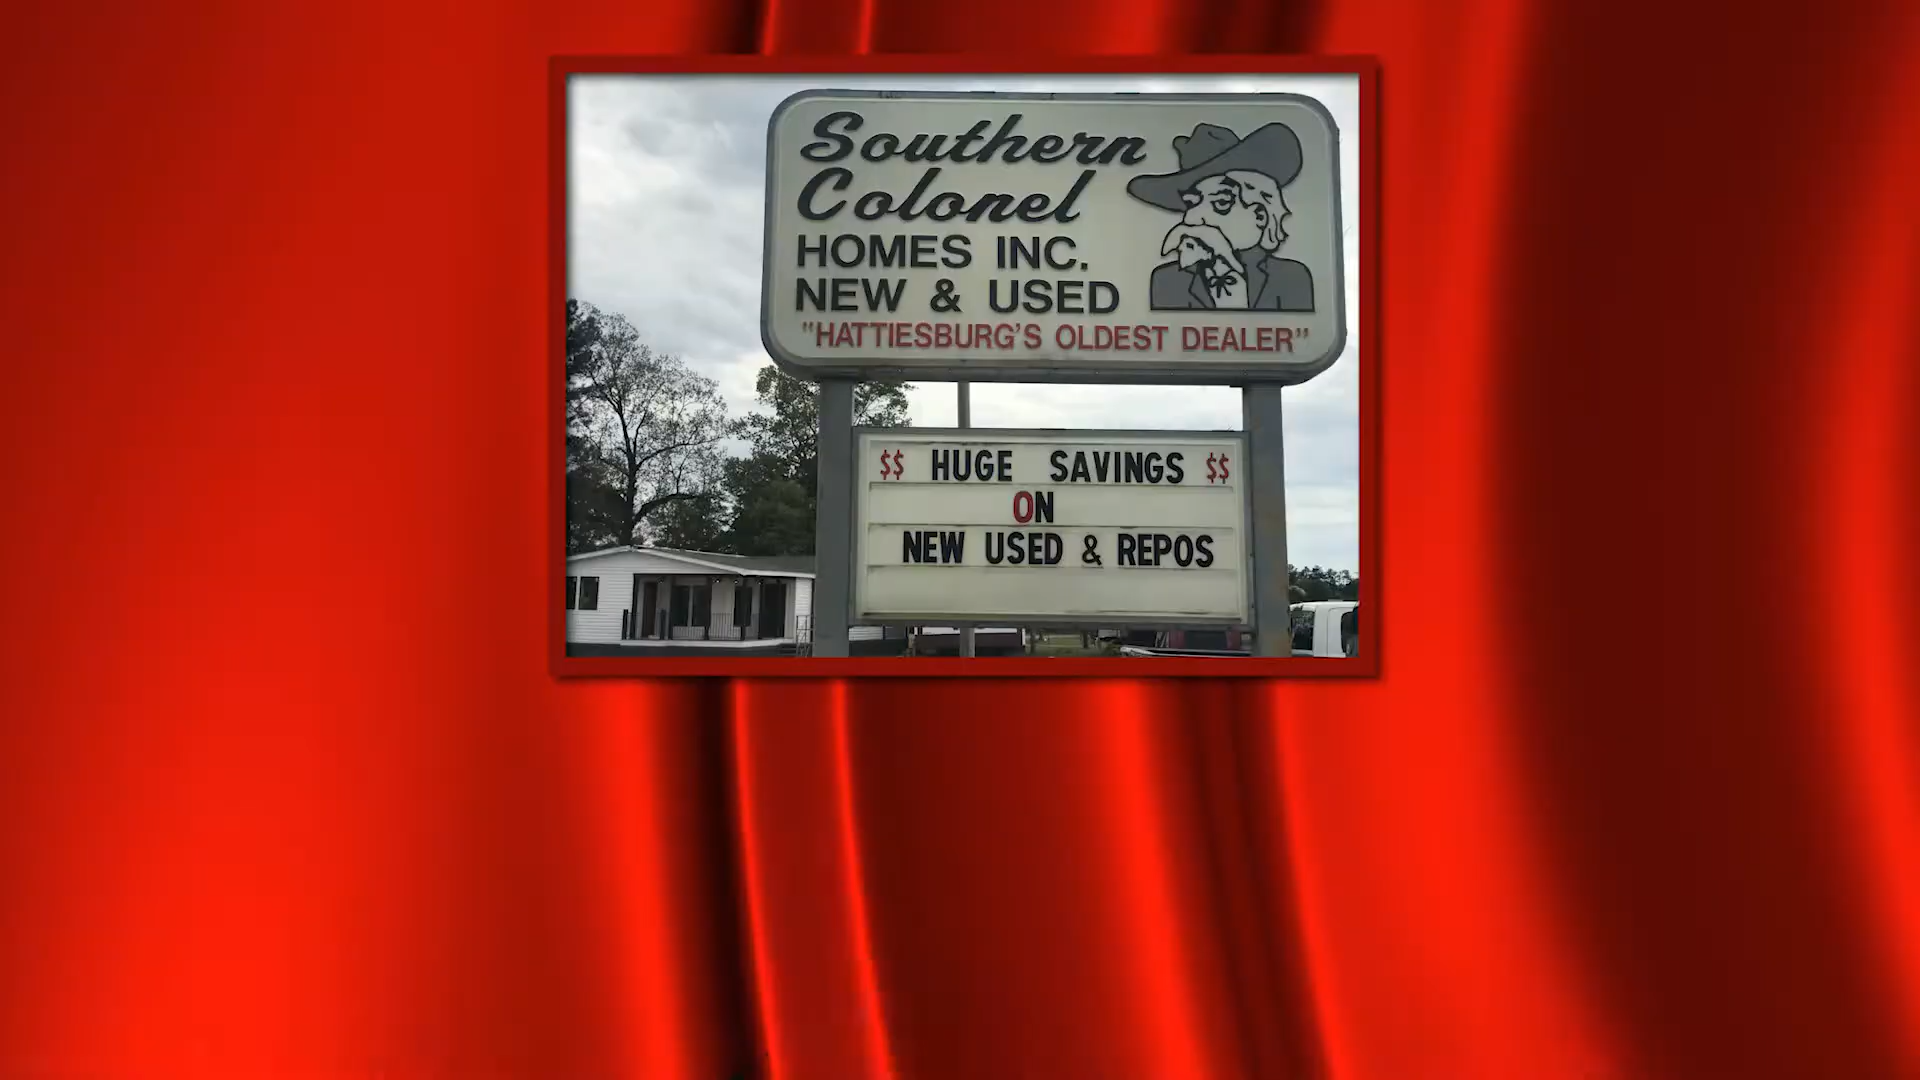 Southern
Colonel
HOMES INC.
NEW & USED
"HATTIESBURG'S OLDEST DEALER"
$$ HUGE SAVINGS $$
ON
NEW USED & REPOS